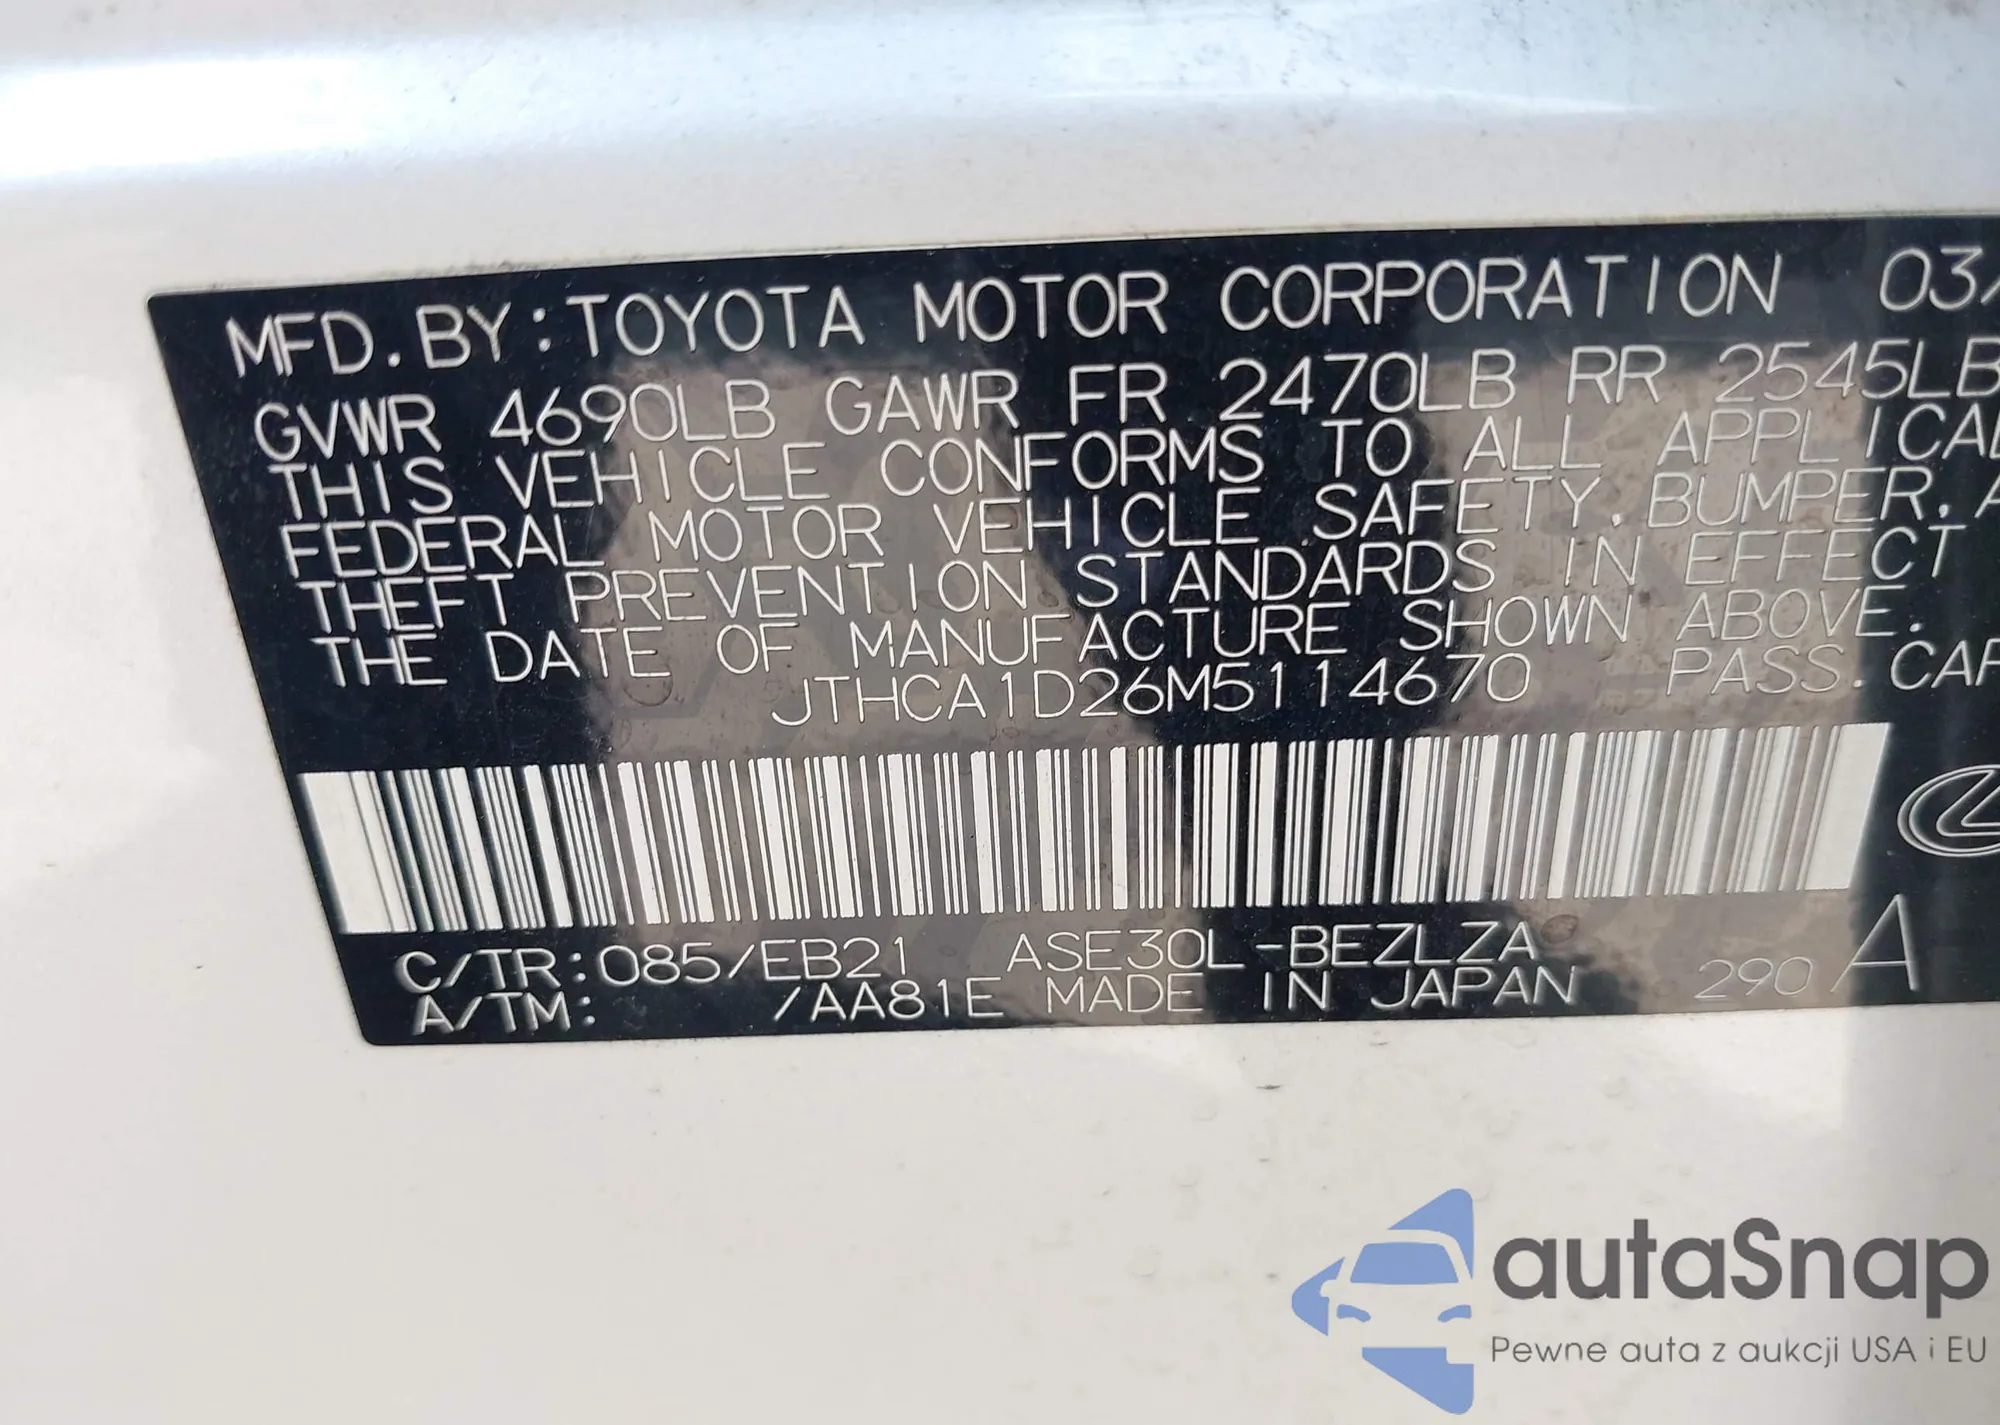 MFD. BY: TOYOTA MOTOR CORPORATION 03/
GVWR 4690LB GAWR FR 2470LB RR 2545LB
THIS VEHICLE CONFORMS TO ALL APPLICAB
FEDERAL MOTOR VEHICLE SAFETY, BUMPER, A
THEFT PREVENTION STANDARDS IN EFFECT
THE DATE OF MANUFACTURE SHOWN ABOVE.
JTHCA1D26M5114670 PASS. CAR
C/TR: 085/EB21 ASE30L-BEZLZA
A/TM: /AA81E MADE IN JAPAN 290 A
autaSnap
Pewne auta z aukcji USA i EU